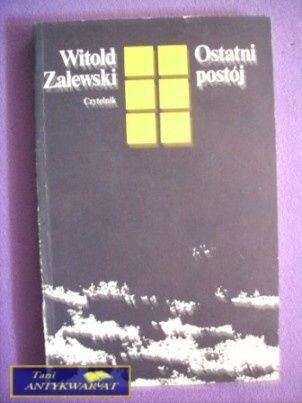 Witold
Zalewski
Czytelnik
Ostatni
postój
Tani
ANTYKWARIAT